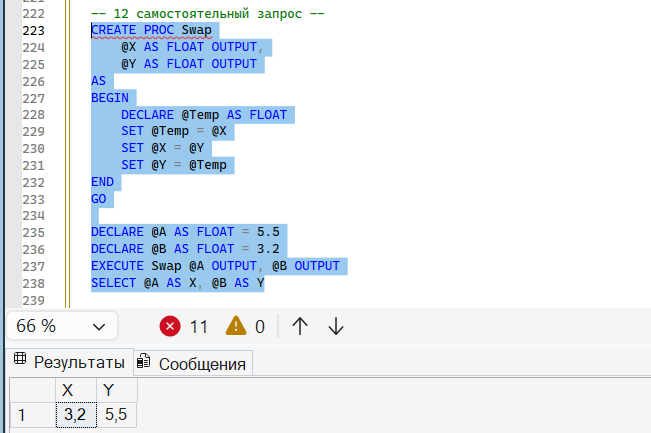 222 -- 12 самостоятельный запрос --
223 CREATE PROC Swap
224 @X AS FLOAT OUTPUT,
225 @Y AS FLOAT OUTPUT
226 AS
227 BEGIN
228 DECLARE @Temp AS FLOAT
229 SET @Temp = @X
230 SET @X = @Y
231 SET @Y = @Temp
232 END
233 GO
234
235 DECLARE @A AS FLOAT = 5.5
236 DECLARE @B AS FLOAT = 3.2
237 EXECUTE Swap @A OUTPUT, @B OUTPUT
238 SELECT @A AS X, @B AS Y
239
66 % 11 0
Результаты Сообщения
X Y
1 3,2 5,5